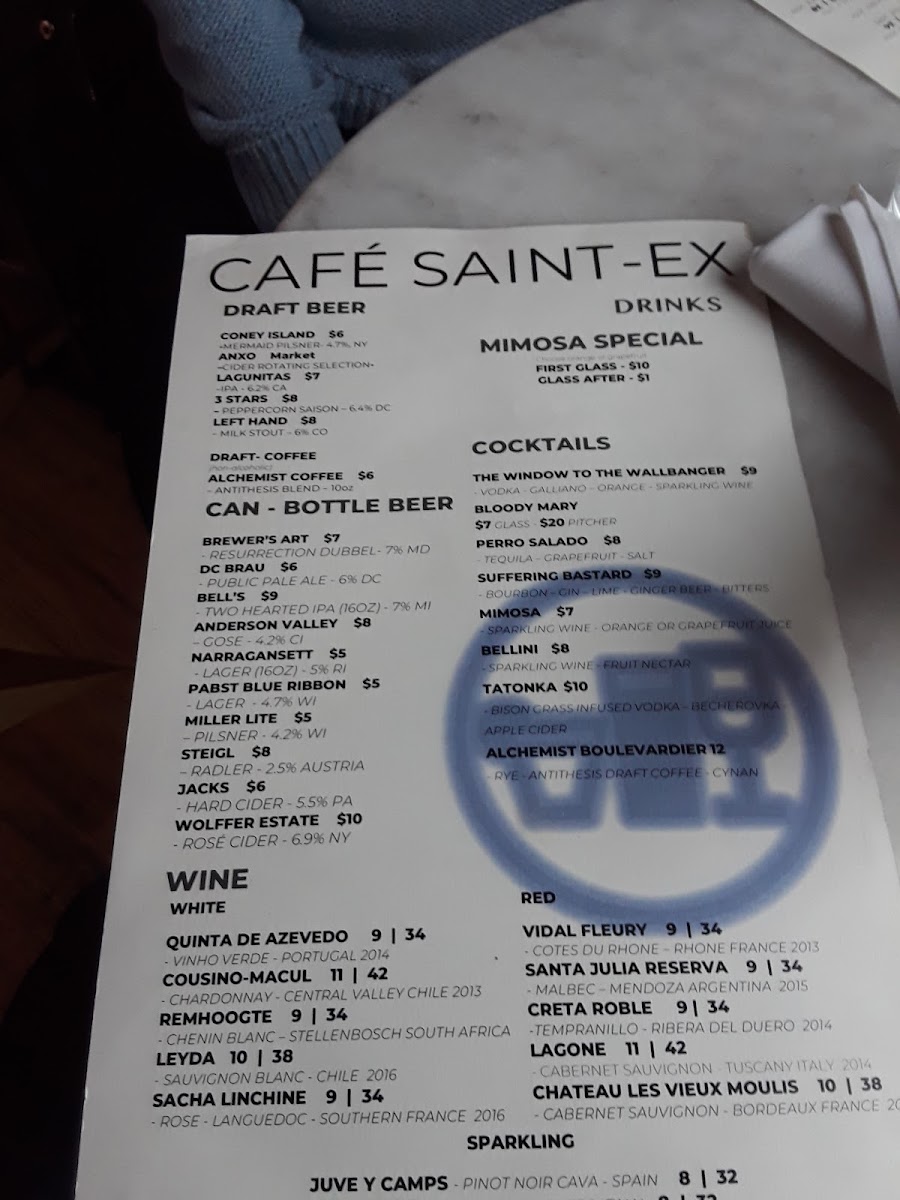 CAFÉ SAINT-EX
DRINKS
DRAFT BEER
CONEY ISLAND $6
-MERMAID PILSNER- 4.7%, NY
ANXO Market
-CIDER ROTATING SELECTION-
LAGUNITAS $7
-IPA - 6.2% CA
3 STARS $8
– PEPPERCORN SAISON – 6.4% DC
LEFT HAND $8
- MILK STOUT - 6% CO
DRAFT- COFFEE
(non-alcoholic)
ALCHEMIST COFFEE $6
– ANTITHESIS BLEND - 10oz
CAN - BOTTLE BEER
BREWER'S ART $7
- RESURRECTION DUBBEL- 7% MD
DC BRAU $6
- PUBLIC PALE ALE - 6% DC
BELL'S $9
- TWO HEARTED IPA (16OZ) - 7% MI
ANDERSON VALLEY $8
– GOSE - 4.2% CI
NARRAGANSETT $5
- LAGER (16OZ) - 5% RI
PABST BLUE RIBBON $5
- LAGER - 4.7% WI
MILLER LITE $5
– PILSNER - 4.2% WI
STEIGL $8
– RADLER - 2.5% AUSTRIA
JACKS $6
- HARD CIDER - 5.5% PA
WOLFFER ESTATE $10
- ROSÉ CIDER - 6.9% NY
MIMOSA SPECIAL
Choose orange or grapefruit
FIRST GLASS - $10
GLASS AFTER - $1
COCKTAILS
THE WINDOW TO THE WALLBANGER $9
- VODKA - GALLIANO – ORANGE - SPARKLING WINE
BLOODY MARY
$7 GLASS - $20 PITCHER
PERRO SALADO $8
- TEQUILA - GRAPEFRUIT - SALT
SUFFERING BASTARD $9
- BOURBON - GIN – LIME - GINGER BEER - BITTERS
MIMOSA $7
- SPARKLING WINE - ORANGE OR GRAPEFRUIT JUICE
BELLINI $8
- SPARKLING WINE - FRUIT NECTAR
TATONKA $10
- BISON GRASS INFUSED VODKA – BECHEROVKA -
APPLE CIDER
ALCHEMIST BOULEVARDIER 12
- RYE - ANTITHESIS DRAFT COFFEE - CYNAN
WINE
WHITE
QUINTA DE AZEVEDO 9 | 34
- VINHO VERDE - PORTUGAL 2014
COUSINO-MACUL 11 | 42
- CHARDONNAY - CENTRAL VALLEY CHILE 2013
REMHOOGTE 9 | 34
- CHENIN BLANC – STELLENBOSCH SOUTH AFRICA
LEYDA 10 | 38
- SAUVIGNON BLANC - CHILE 2016
SACHA LINCHINE 9 | 34
- ROSE - LANGUEDOC - SOUTHERN FRANCE 2016
RED
VIDAL FLEURY 9 | 34
- COTES DU RHONE – RHONE FRANCE 2013
SANTA JULIA RESERVA 9 | 34
- MALBEC – MENDOZA ARGENTINA 2015
CRETA ROBLE 9 | 34
-TEMPRANILLO - RIBERA DEL DUERO 2014
LAGONE 11 | 42
- CABERNET SAUVIGNON - TUSCANY ITALY 2014
CHATEAU LES VIEUX MOULIS 10 | 38
- CABERNET SAUVIGNON - BORDEAUX FRANCE
SPARKLING
JUVE Y CAMPS - PINOT NOIR CAVA - SPAIN 8 | 32